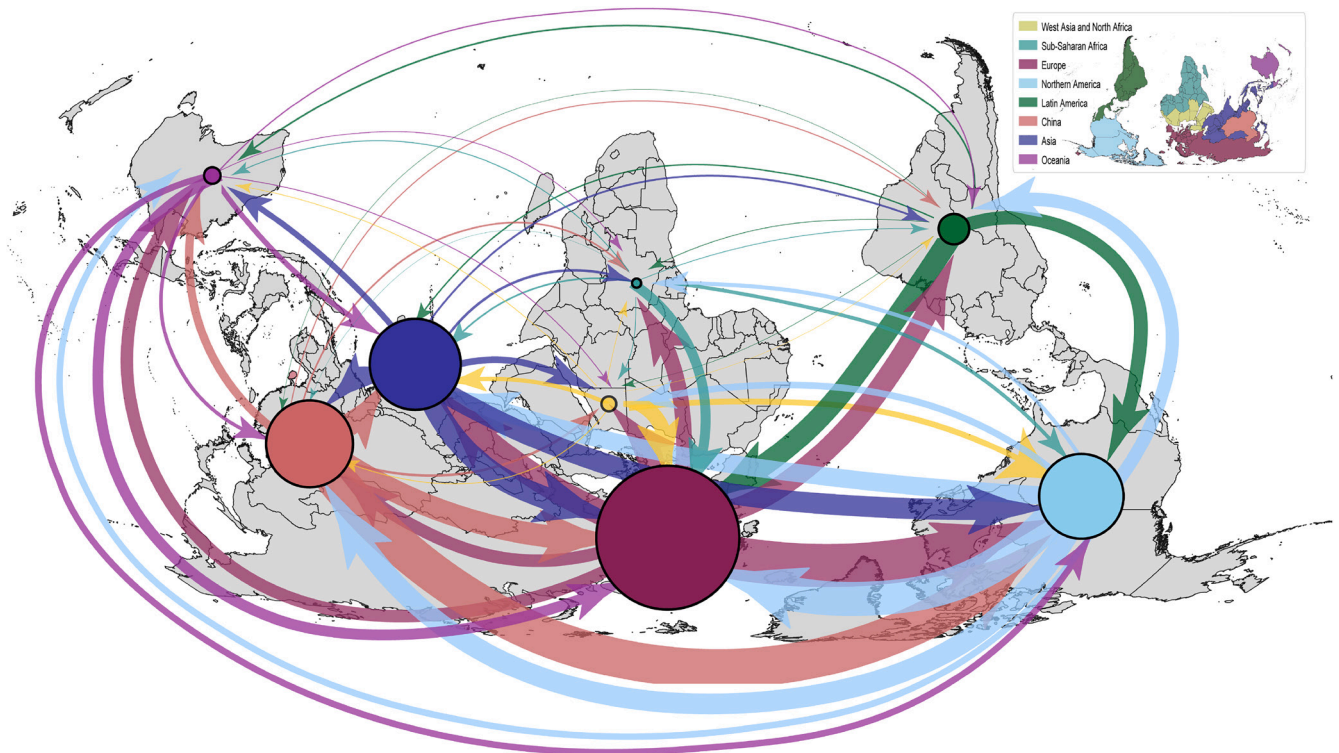 West Asia and North Africa
Sub-Saharan Africa
Europe
Northern America
Latin America
China
Asia
Oceania